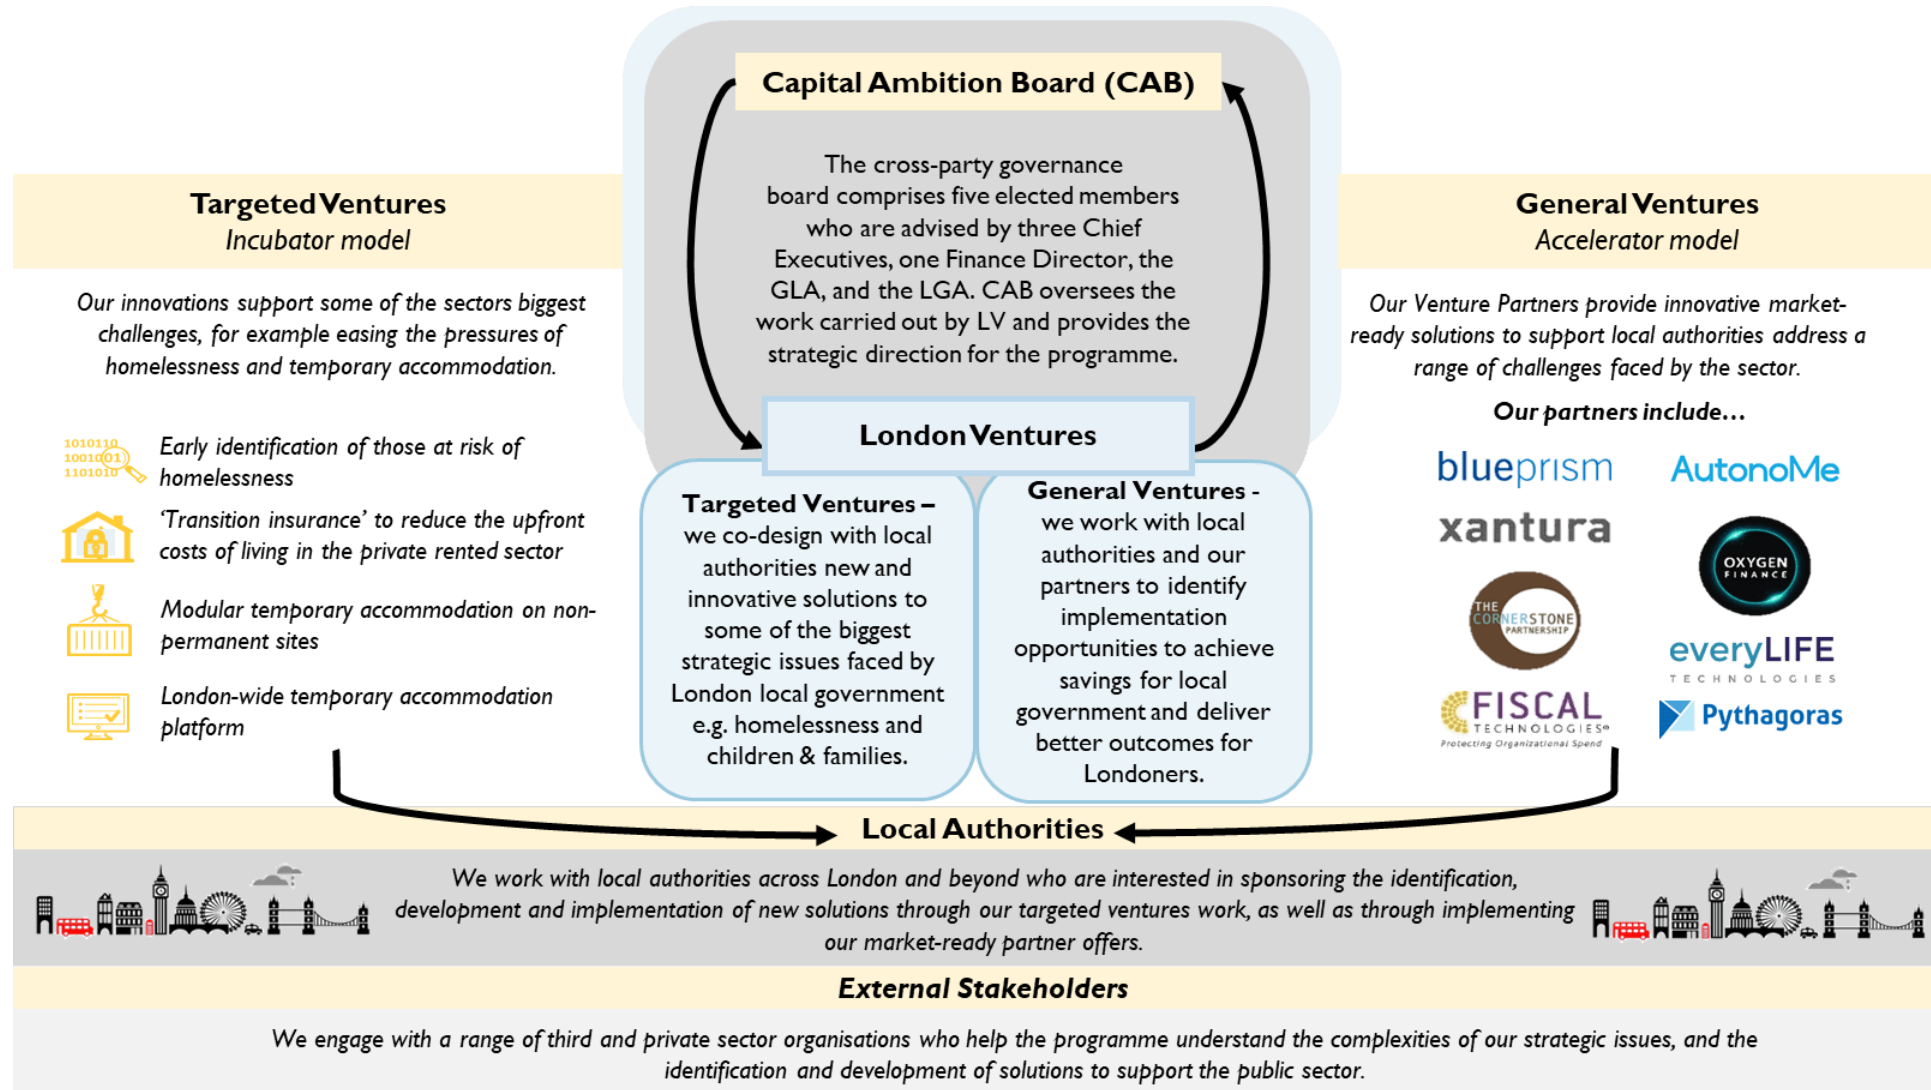 Capital Ambition Board (CAB)
The cross-party governance
board comprises five elected members
who are advised by three Chief
Executives, one Finance Director, the
GLA, and the LGA. CAB oversees the
work carried out by LV and provides the
strategic direction for the programme.
Targeted Ventures
Incubator model
Our innovations support some of the sectors biggest
challenges, for example easing the pressures of
homelessness and temporary accommodation.
1010110
1001001
1101010
Early identification of those at risk of
homelessness
‘Transition insurance’ to reduce the upfront
costs of living in the private rented sector
Modular temporary accommodation on non-
permanent sites
London-wide temporary accommodation
platform
London Ventures
Targeted Ventures –
we co-design with local
authorities new and
innovative solutions to
some of the biggest
strategic issues faced by
London local government
e.g. homelessness and
children & families.
General Ventures -
we work with local
authorities and our
partners to identify
implementation
opportunities to achieve
savings for local
government and deliver
better outcomes for
Londoners.
General Ventures
Accelerator model
Our Venture Partners provide innovative market-
ready solutions to support local authorities address a
range of challenges faced by the sector.
Our partners include…
blueprism
AutonoMe
xantura
OXYGEN
FINANCE
THE
CORNERSTONE
PARTNERSHIP
everyLIFE
TECHNOLOGIES
FISCAL
TECHNOLOGIES®
Protecting Organizational Spend
Pythagoras
Local Authorities
We work with local authorities across London and beyond who are interested in sponsoring the identification,
development and implementation of new solutions through our targeted ventures work, as well as through implementing
our market-ready partner offers.
External Stakeholders
We engage with a range of third and private sector organisations who help the programme understand the complexities of our strategic issues, and the
identification and development of solutions to support the public sector.